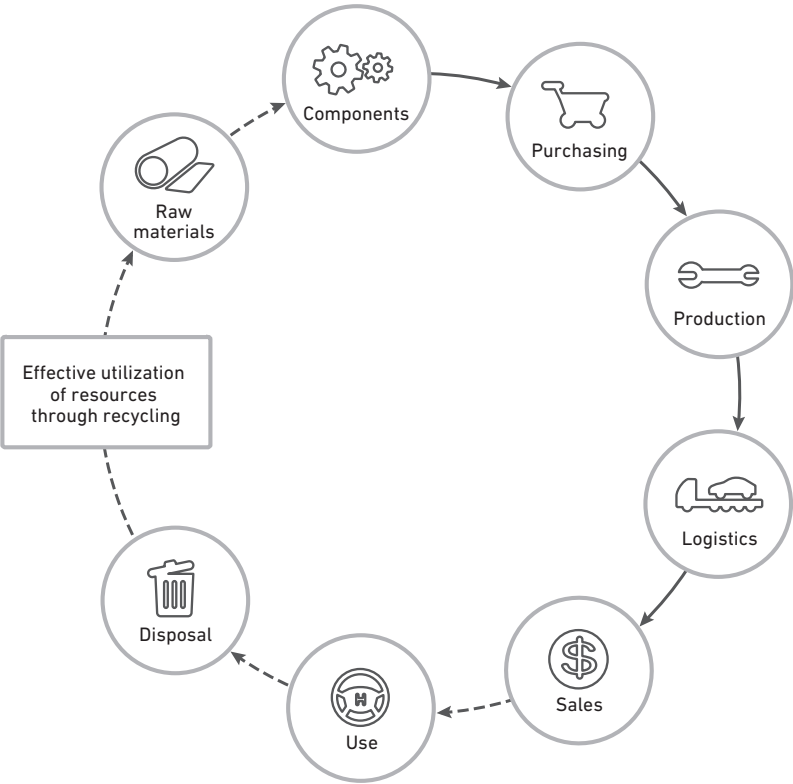 Components
Purchasing
Raw
materials
Production
Effective utilization
of resources
through recycling
Logistics
Disposal
Sales
Use
H
$